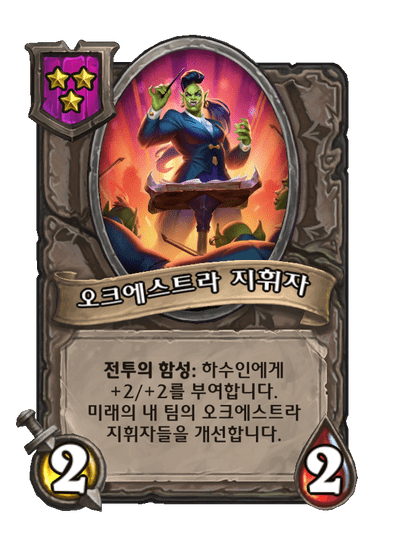 오크에스트라 지휘자
전투의 함성: 하수인에게
+2/+2를 부여합니다.
미래의 내 팀의 오크에스트라
지휘자들을 개선합니다.
2
2